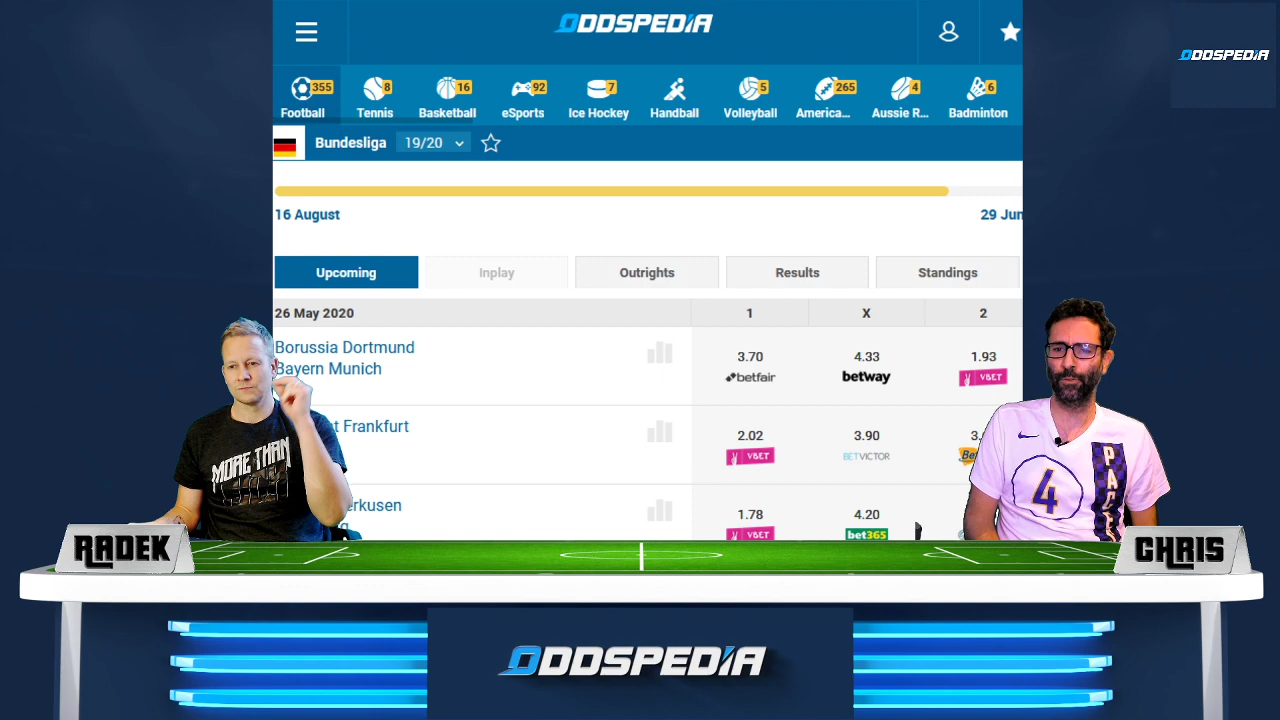 ODDSPEDIA
ODDSPEDIA
355
8
16
92
7
5
265
4
6
Football
Tennis
Basketball
eSports
Ice Hockey
Handball
Volleyball
America...
Aussie R...
Badminton
Bundesliga
19/20
16 August
29 Jun
Upcoming
Inplay
Outrights
Results
Standings
26 May 2020
1
X
2
Borussia Dortmund
Bayern Munich
3.70
4.33
1.93
betfair
betway
VBET
t Frankfurt
2.02
3.90
3.
VBET
BETVICTOR
Be
erkusen
g
1.78
4.20
VBET
bet365
MORE THAN
4
PACE
RADEK
CHRIS
ODDSPEDIA